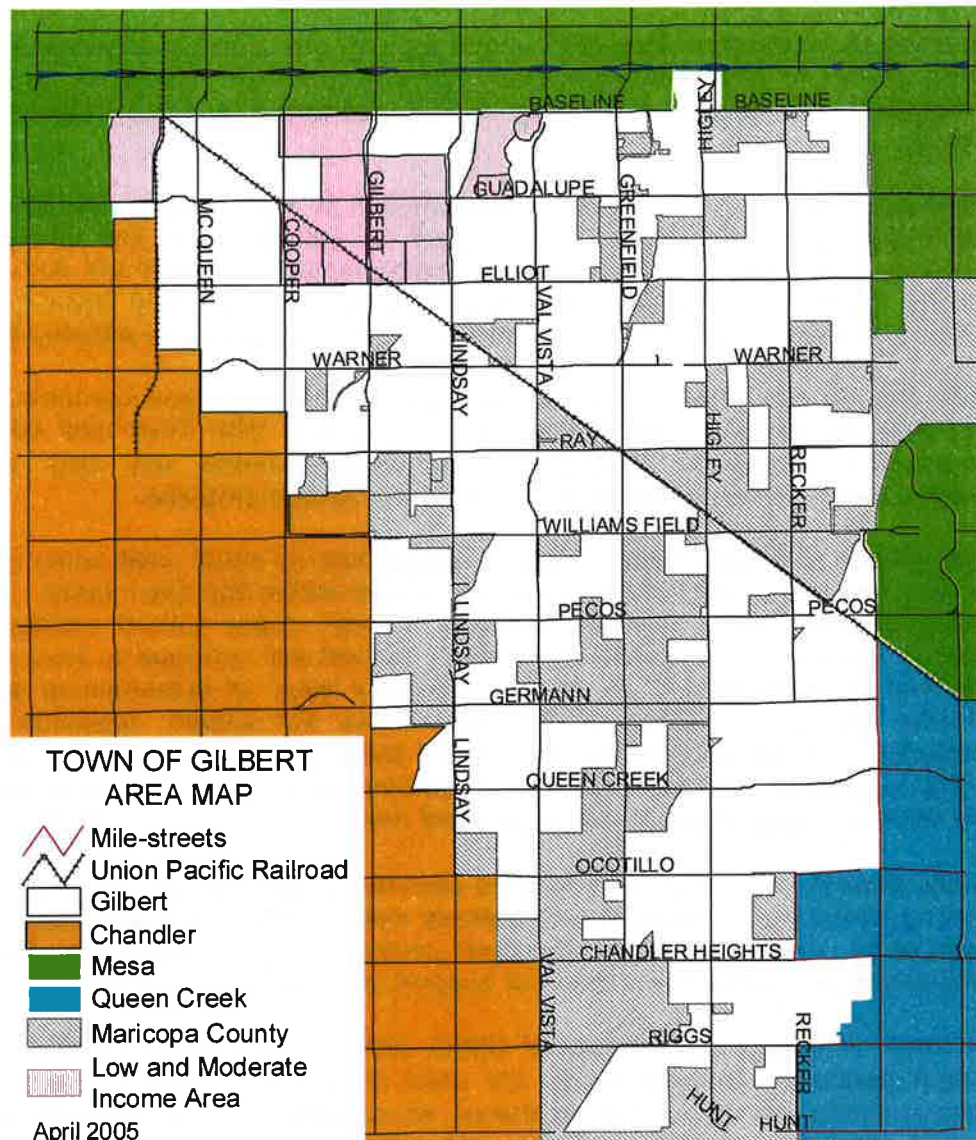 BASELINE
HIGLEY
BASELINE
GUADALUPE
GILBERT
GREENFIELD
MCQUEEN
COOPER
ELLIOT
VAL VISTA
LINDSAY
WARNER
WARNER
RAY
HIGLEY
RECKER
WILLIAMS FIELD
LINDSAY
PECOS
PECOS
GERMANN
LINDSAY
QUEEN CREEK
OCOTILLO
CHANDLER HEIGHTS
VAL VISTA
RIGGS
RECKER
HUNT
HUNT
TOWN OF GILBERT
AREA MAP
Mile-streets
Union Pacific Railroad
Gilbert
Chandler
Mesa
Queen Creek
Maricopa County
Low and Moderate
Income Area
April 2005